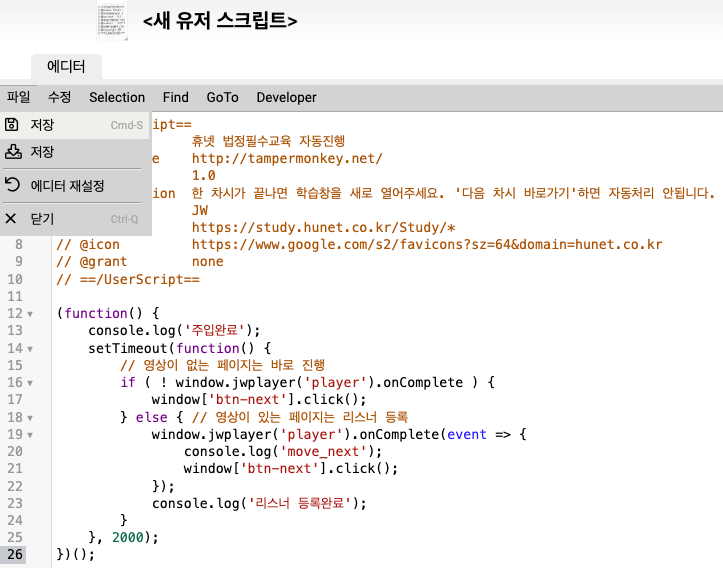 <새 유저 스크립트>
에디터
파일 수정 Selection Find GoTo Developer
저장 Cmd-S
저장
에디터 재설정
닫기 Ctrl-Q
ipt==
휴넷 법정필수교육 자동진행
e http://tampermonkey.net/
1.0
ion 한 차시가 끝나면 학습창을 새로 열어주세요. '다음 차시 바로가기'하면 자동처리 안됩니다.
JW
https://study.hunet.co.kr/Study/*
8 // @icon https://www.google.com/s2/favicons?sz=64&domain=hunet.co.kr
9 // @grant none
10 // ==/UserScript==
11
12 (function() {
13 console.log('주입완료');
14 setTimeout(function() {
15 // 영상이 없는 페이지는 바로 진행
16 if ( ! window.jwplayer('player').onComplete ) {
17 window['btn-next'].click();
18 } else { // 영상이 있는 페이지는 리스너 등록
19 window.jwplayer('player').onComplete(event => {
20 console.log('move_next');
21 window['btn-next'].click();
22 });
23 console.log('리스너 등록완료');
24 }
25 }, 2000);
26 })();